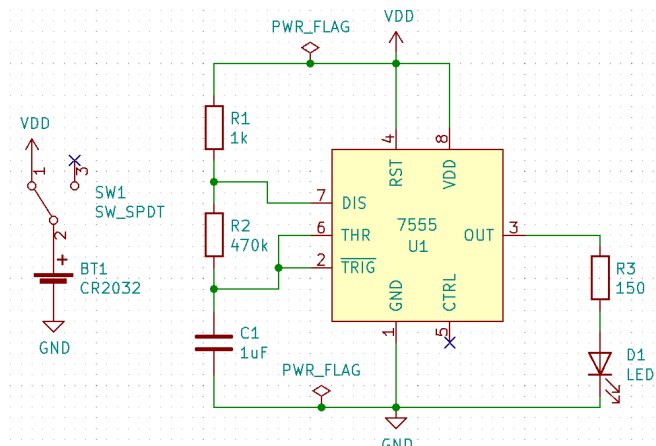 VDD
PWR_FLAG
R1
1k
4
8
RST
VDD
VDD
1
3
SW1
SW_SPDT
7
DIS
R2
470k
6
THR
7555
U1
OUT
3
2
TRIG
2
BT1
CR2032
GND
CTRL
R3
150
GND
1
5
C1
1uF
PWR_FLAG
D1
LED
GND